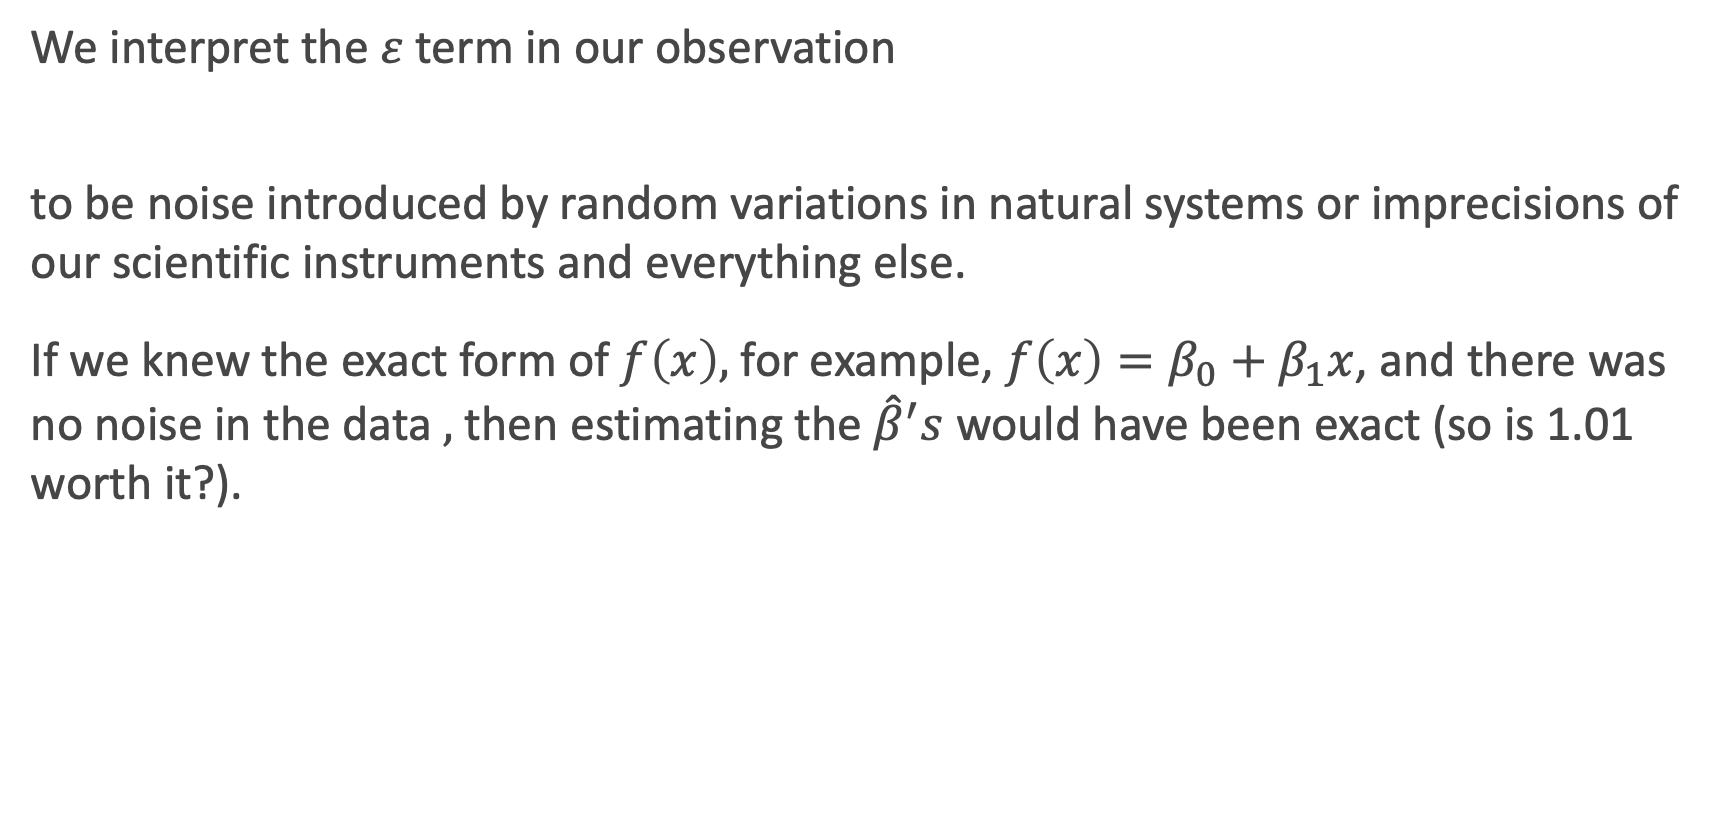 We interpret the ε term in our observation
to be noise introduced by random variations in natural systems or imprecisions of
our scientific instruments and everything else.
If we knew the exact form of f(x), for example, f(x) = β₀ + β₁x, and there was
no noise in the data , then estimating the β̂'s would have been exact (so is 1.01
worth it?).